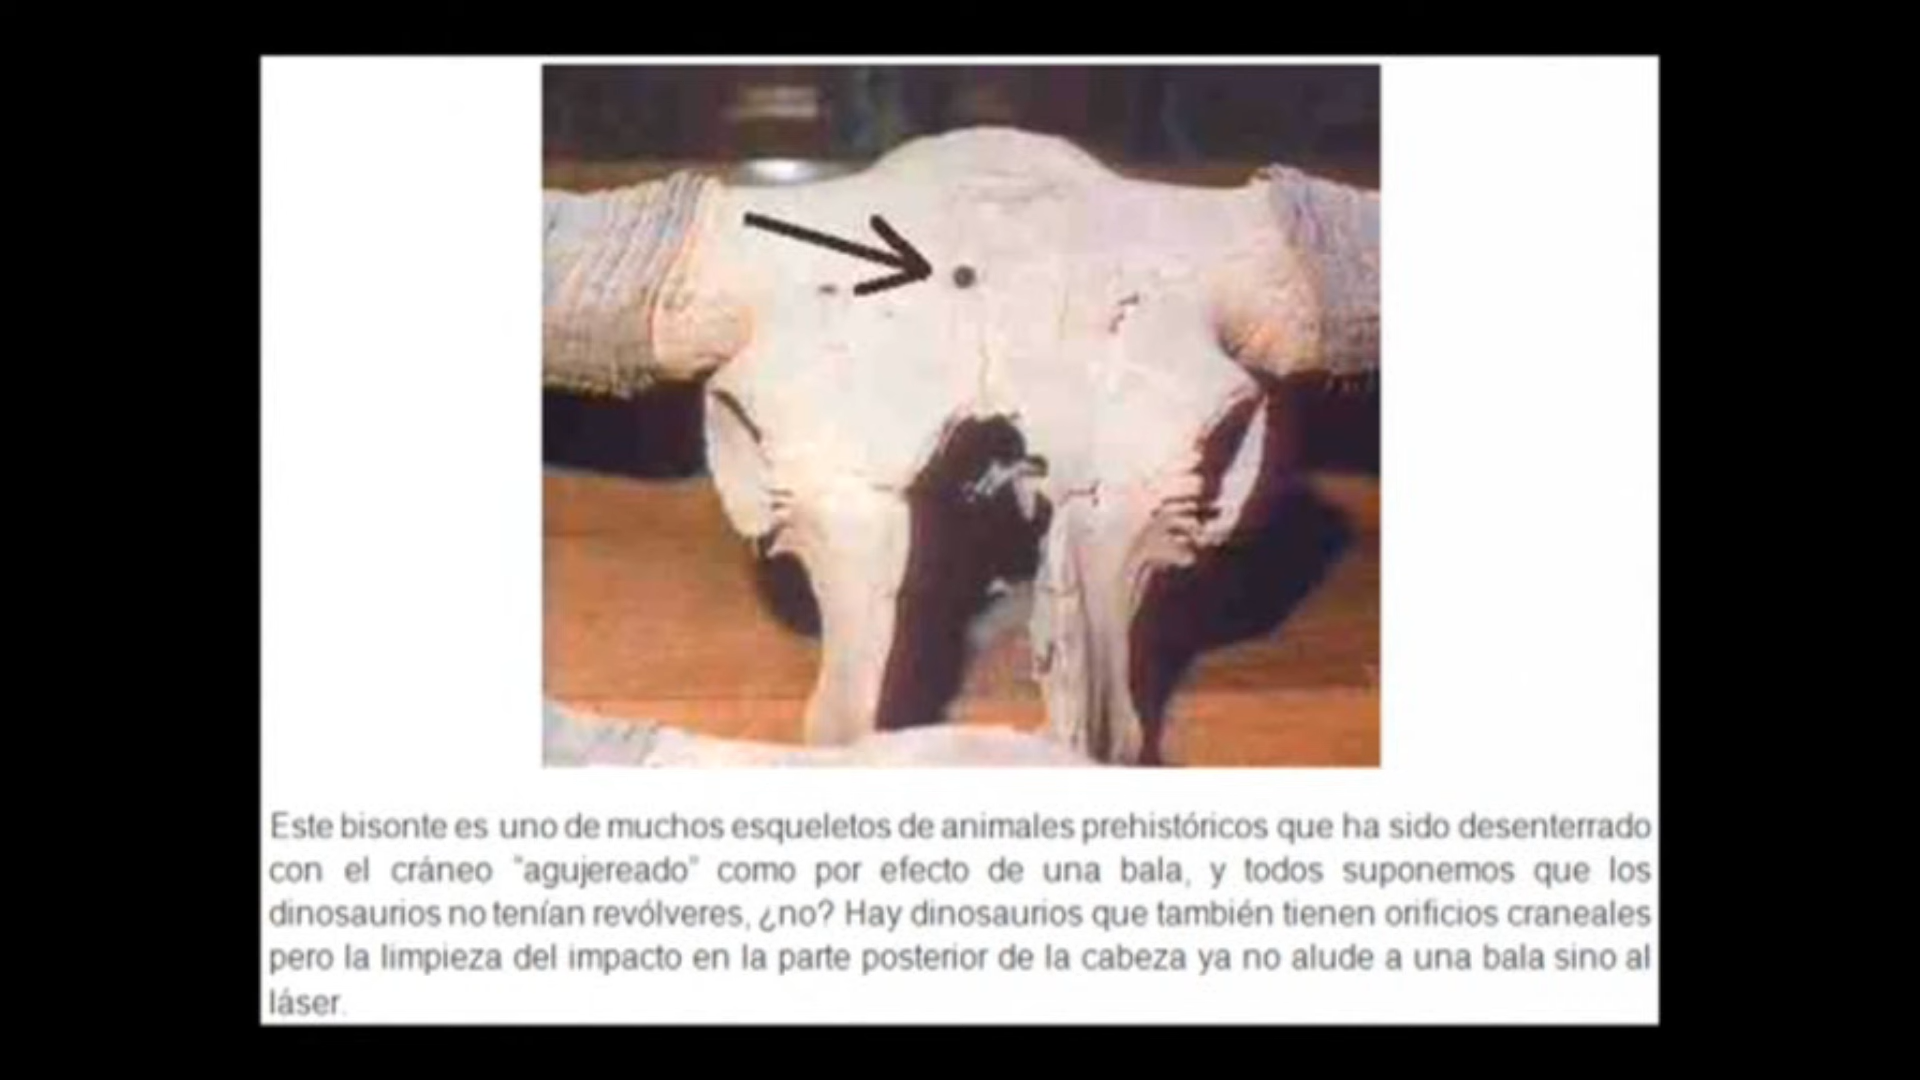 Este bisonte es uno de muchos esqueletos de animales prehistóricos que ha sido desenterrado
con el cráneo "agujereado" como por efecto de una bala, y todos suponemos que los
dinosaurios no tenían revólveres, ¿no? Hay dinosaurios que también tienen orificios craneales
pero la limpieza del impacto en la parte posterior de la cabeza ya no alude a una bala sino al
láser.